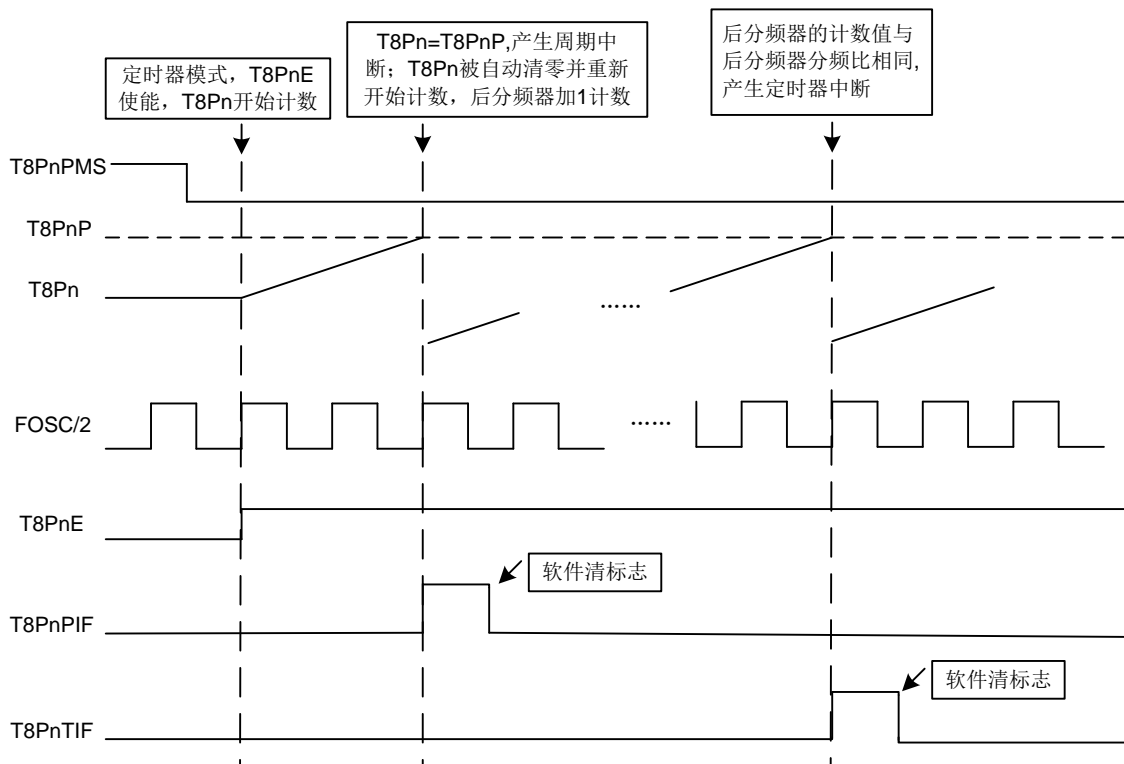 定时器模式，T8PnE
使能，T8Pn开始计数
T8Pn=T8PnP,产生周期中
断；T8Pn被自动清零并重新
开始计数，后分频器加1计数
后分频器的计数值与
后分频器分频比相同,
产生定时器中断
T8PnPMS
T8PnP
T8Pn
......
FOSC/2
......
T8PnE
软件清标志
T8PnPIF
软件清标志
T8PnTIF